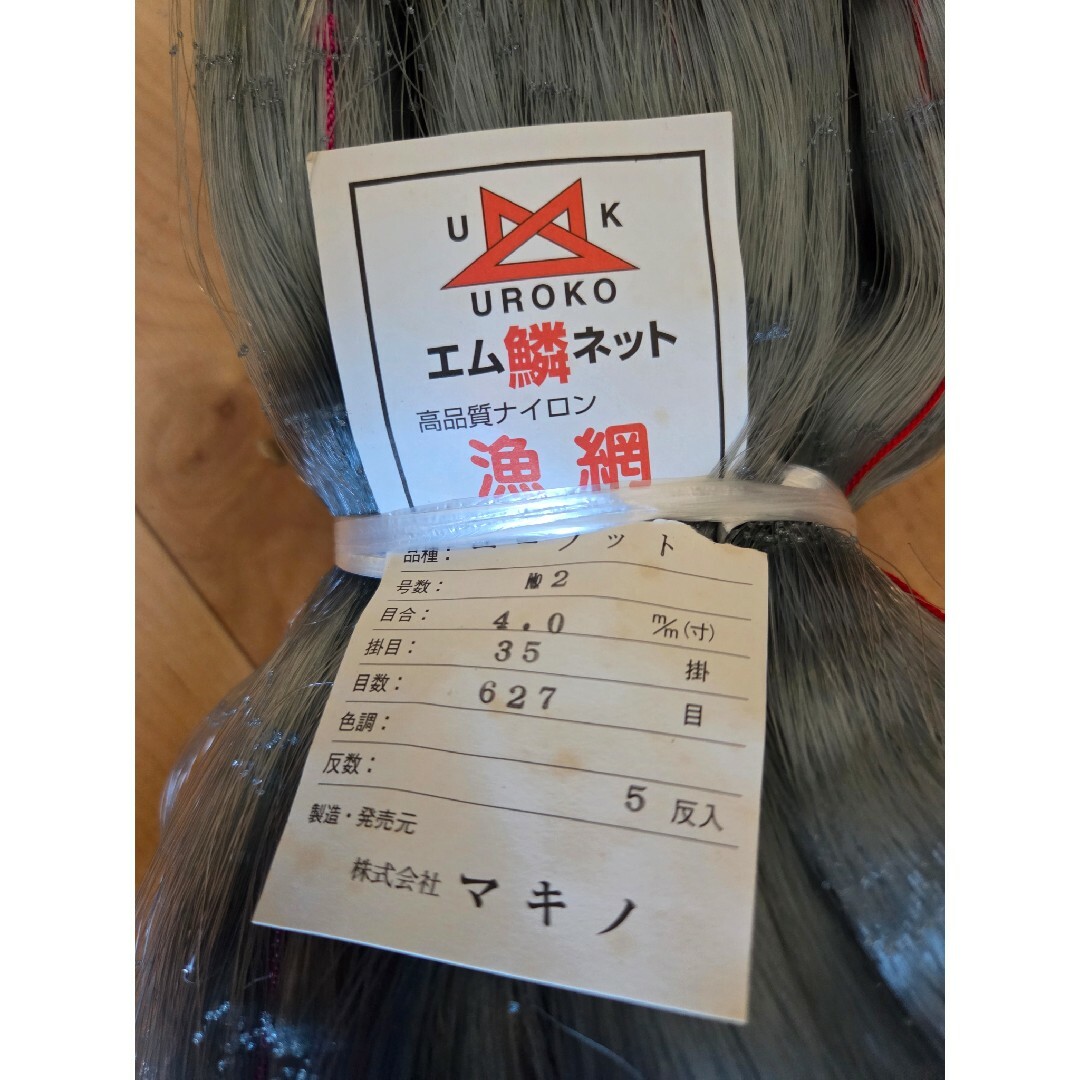 U K
UROKO
エム鱗ネット
高品質ナイロン
漁網
品種:
号数: № 2
目合: 4.0 m/m(寸)
掛目: 35 掛
目数: 627 目
色調:
反数: 5 反入
製造・発売元
株式会社 マキノ